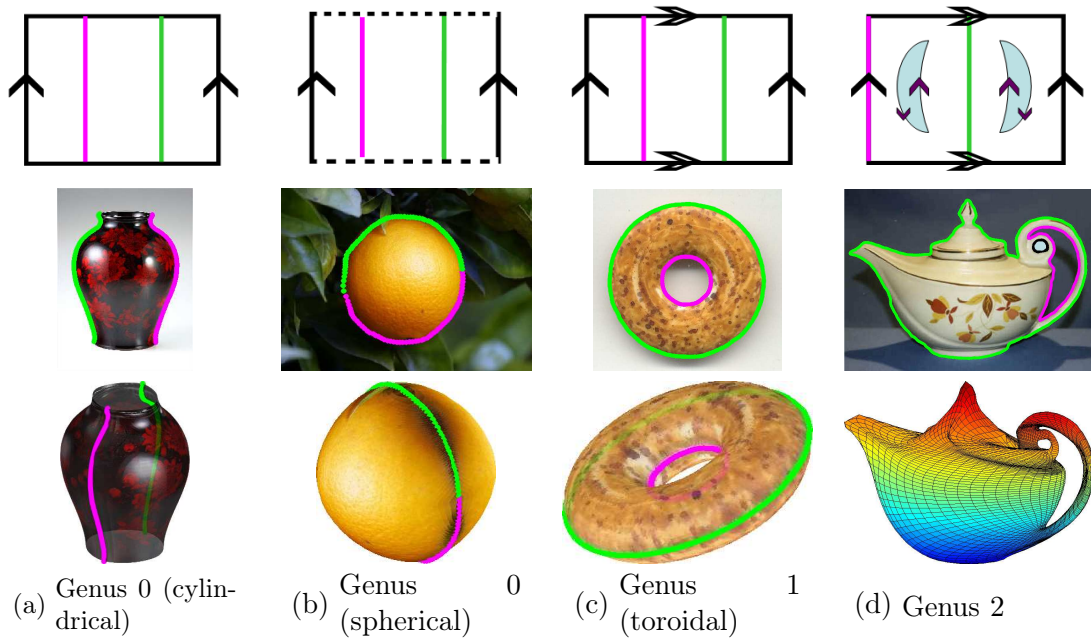 (a) Genus 0 (cylin-
drical)
(b) Genus 0
(spherical)
(c) Genus 1
(toroidal)
(d) Genus 2